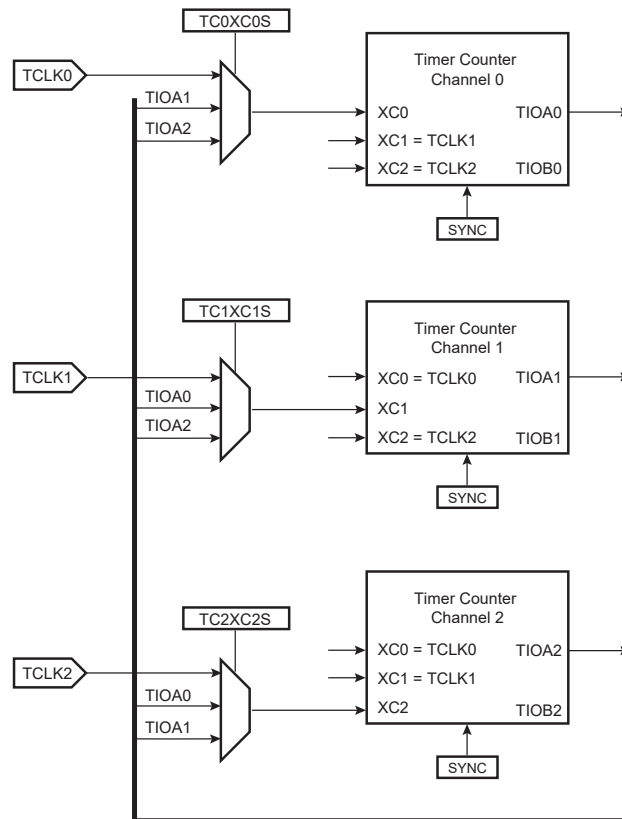 TC0XC0S
TCLK0
TIOA1
TIOA2
Timer Counter
Channel 0
XC0
TIOA0
XC1 = TCLK1
XC2 = TCLK2
TIOB0
SYNC
TC1XC1S
TCLK1
TIOA0
TIOA2
Timer Counter
Channel 1
XC0 = TCLK0
TIOA1
XC1
XC2 = TCLK2
TIOB1
SYNC
TC2XC2S
TCLK2
TIOA0
TIOA1
Timer Counter
Channel 2
XC0 = TCLK0
TIOA2
XC1 = TCLK1
XC2
TIOB2
SYNC